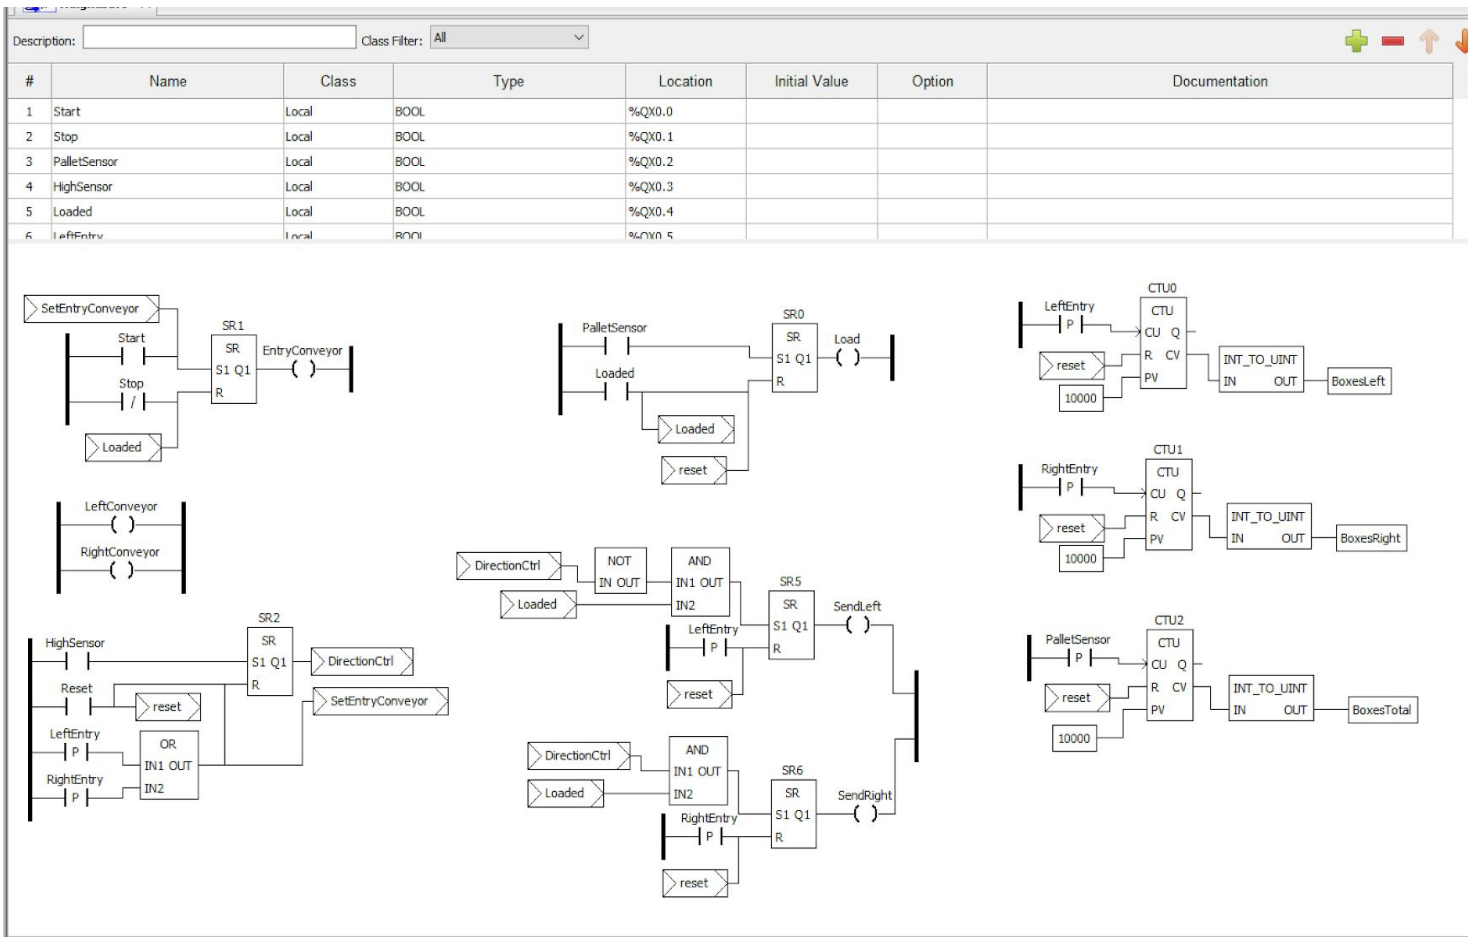 Description:
Class Filter: All
# Name Class Type Location Initial Value Option Documentation
1 Start Local BOOL %QX0.0
2 Stop Local BOOL %QX0.1
3 PalletSensor Local BOOL %QX0.2
4 HighSensor Local BOOL %QX0.3
5 Loaded Local BOOL %QX0.4
6 LeftEntry Local BOOL %QX0.5
SetEntryConveyor
Start
Stop
/
Loaded
SR1
SR
S1 Q1
R
EntryConveyor
LeftConveyor
RightConveyor
HighSensor
Reset
reset
LeftEntry
P
RightEntry
P
OR
IN1 OUT
IN2
SR2
SR
S1 Q1
R
DirectionCtrl
SetEntryConveyor
PalletSensor
Loaded
Loaded
reset
SR0
SR
S1 Q1
R
Load
DirectionCtrl
Loaded
NOT
IN OUT
AND
IN1 OUT
IN2
LeftEntry
P
reset
SR5
SR
S1 Q1
R
SendLeft
DirectionCtrl
Loaded
AND
IN1 OUT
IN2
RightEntry
P
reset
SR6
SR
S1 Q1
R
SendRight
LeftEntry
P
reset
10000
CTU0
CTU
CU Q
R CV
PV
INT_TO_UINT
IN OUT
BoxesLeft
RightEntry
P
reset
10000
CTU1
CTU
CU Q
R CV
PV
INT_TO_UINT
IN OUT
BoxesRight
PalletSensor
P
reset
10000
CTU2
CTU
CU Q
R CV
PV
INT_TO_UINT
IN OUT
BoxesTotal